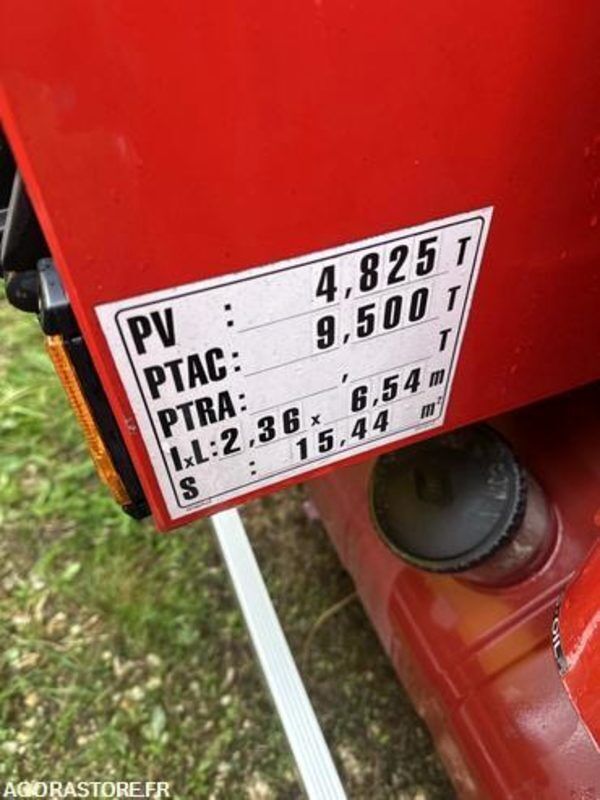 PV : 4,825 T
PTAC: 9,500 T
PTRA: , T
IxL: 2,36 x 6,54 m
S : 15,44 m²
AGORASTORE.FR